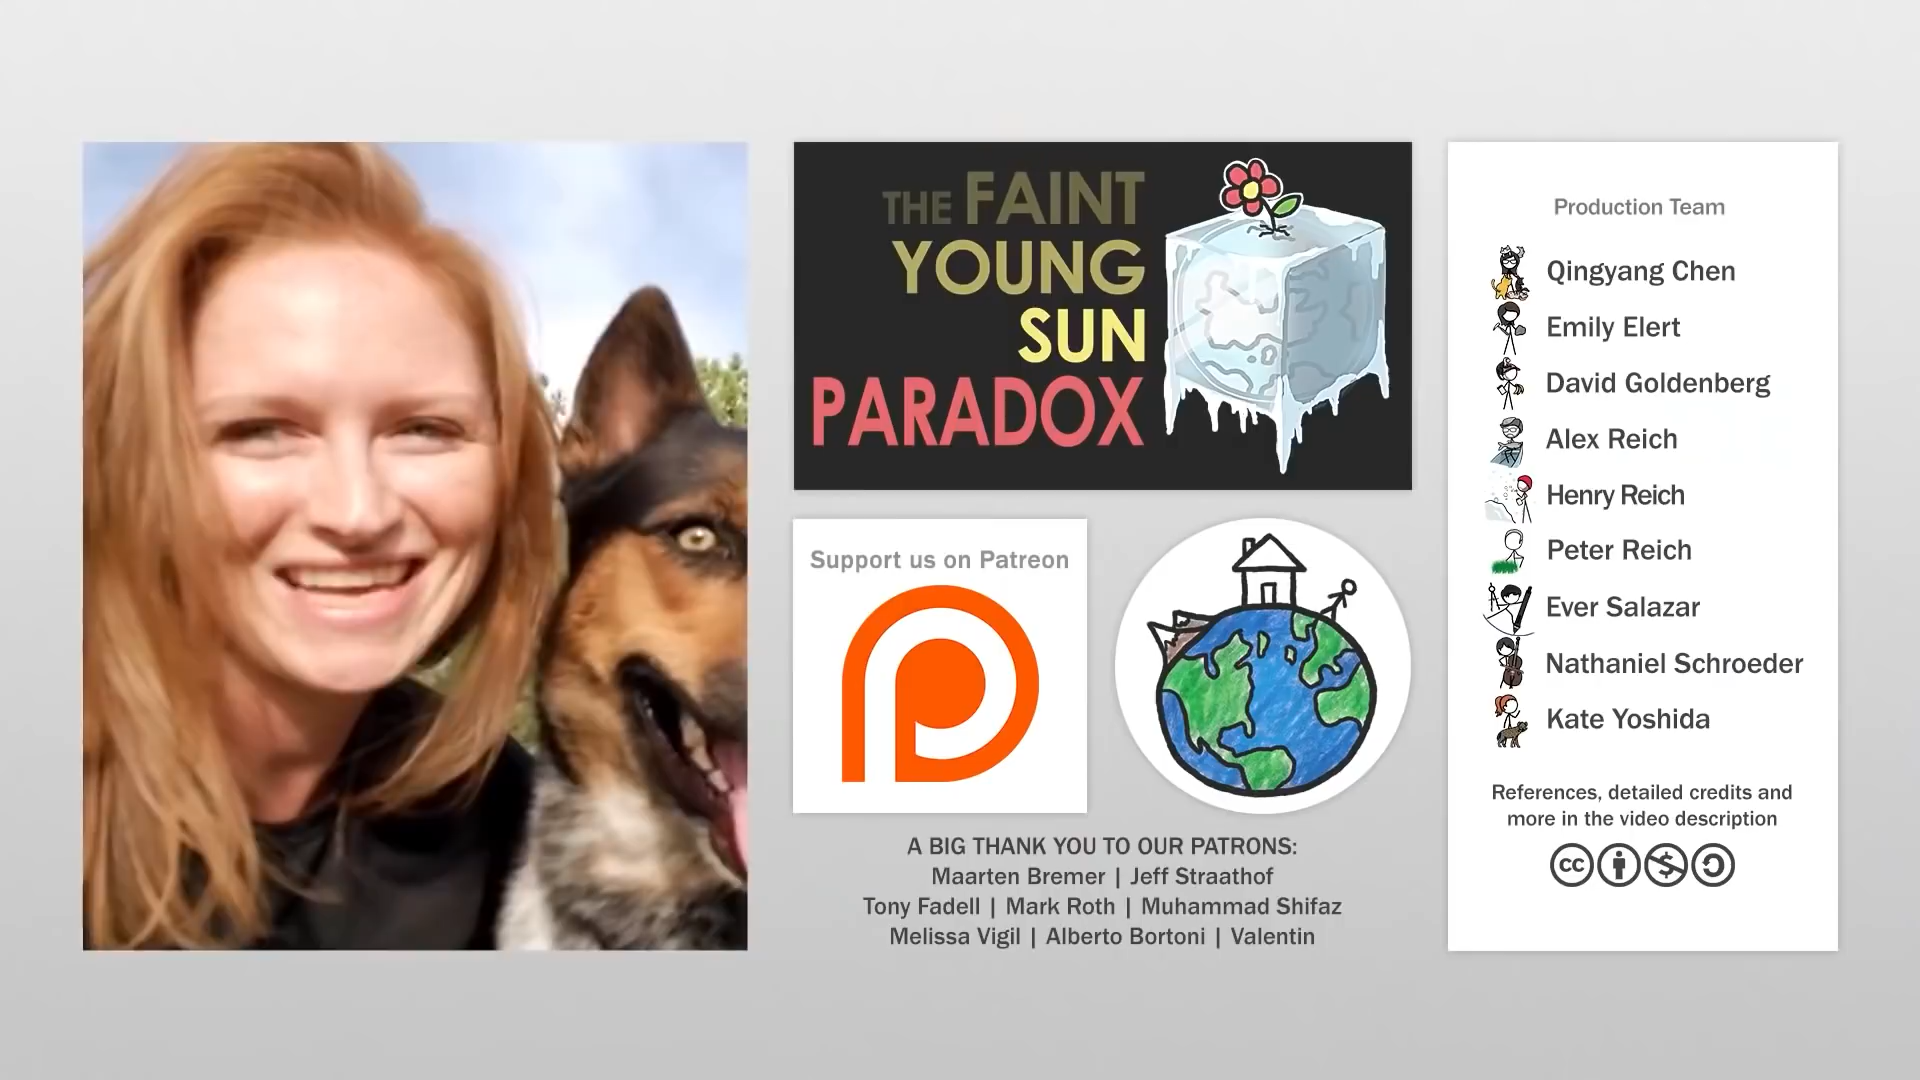 THE FAINT
YOUNG
SUN
PARADOX
Support us on Patreon
A BIG THANK YOU TO OUR PATRONS:
Maarten Bremer | Jeff Straathof
Tony Fadell | Mark Roth | Muhammad Shifaz
Melissa Vigil | Alberto Bortoni | Valentin
Production Team
Qingyang Chen
Emily Elert
David Goldenberg
Alex Reich
Henry Reich
Peter Reich
Ever Salazar
Nathaniel Schroeder
Kate Yoshida
References, detailed credits and
more in the video description
cc